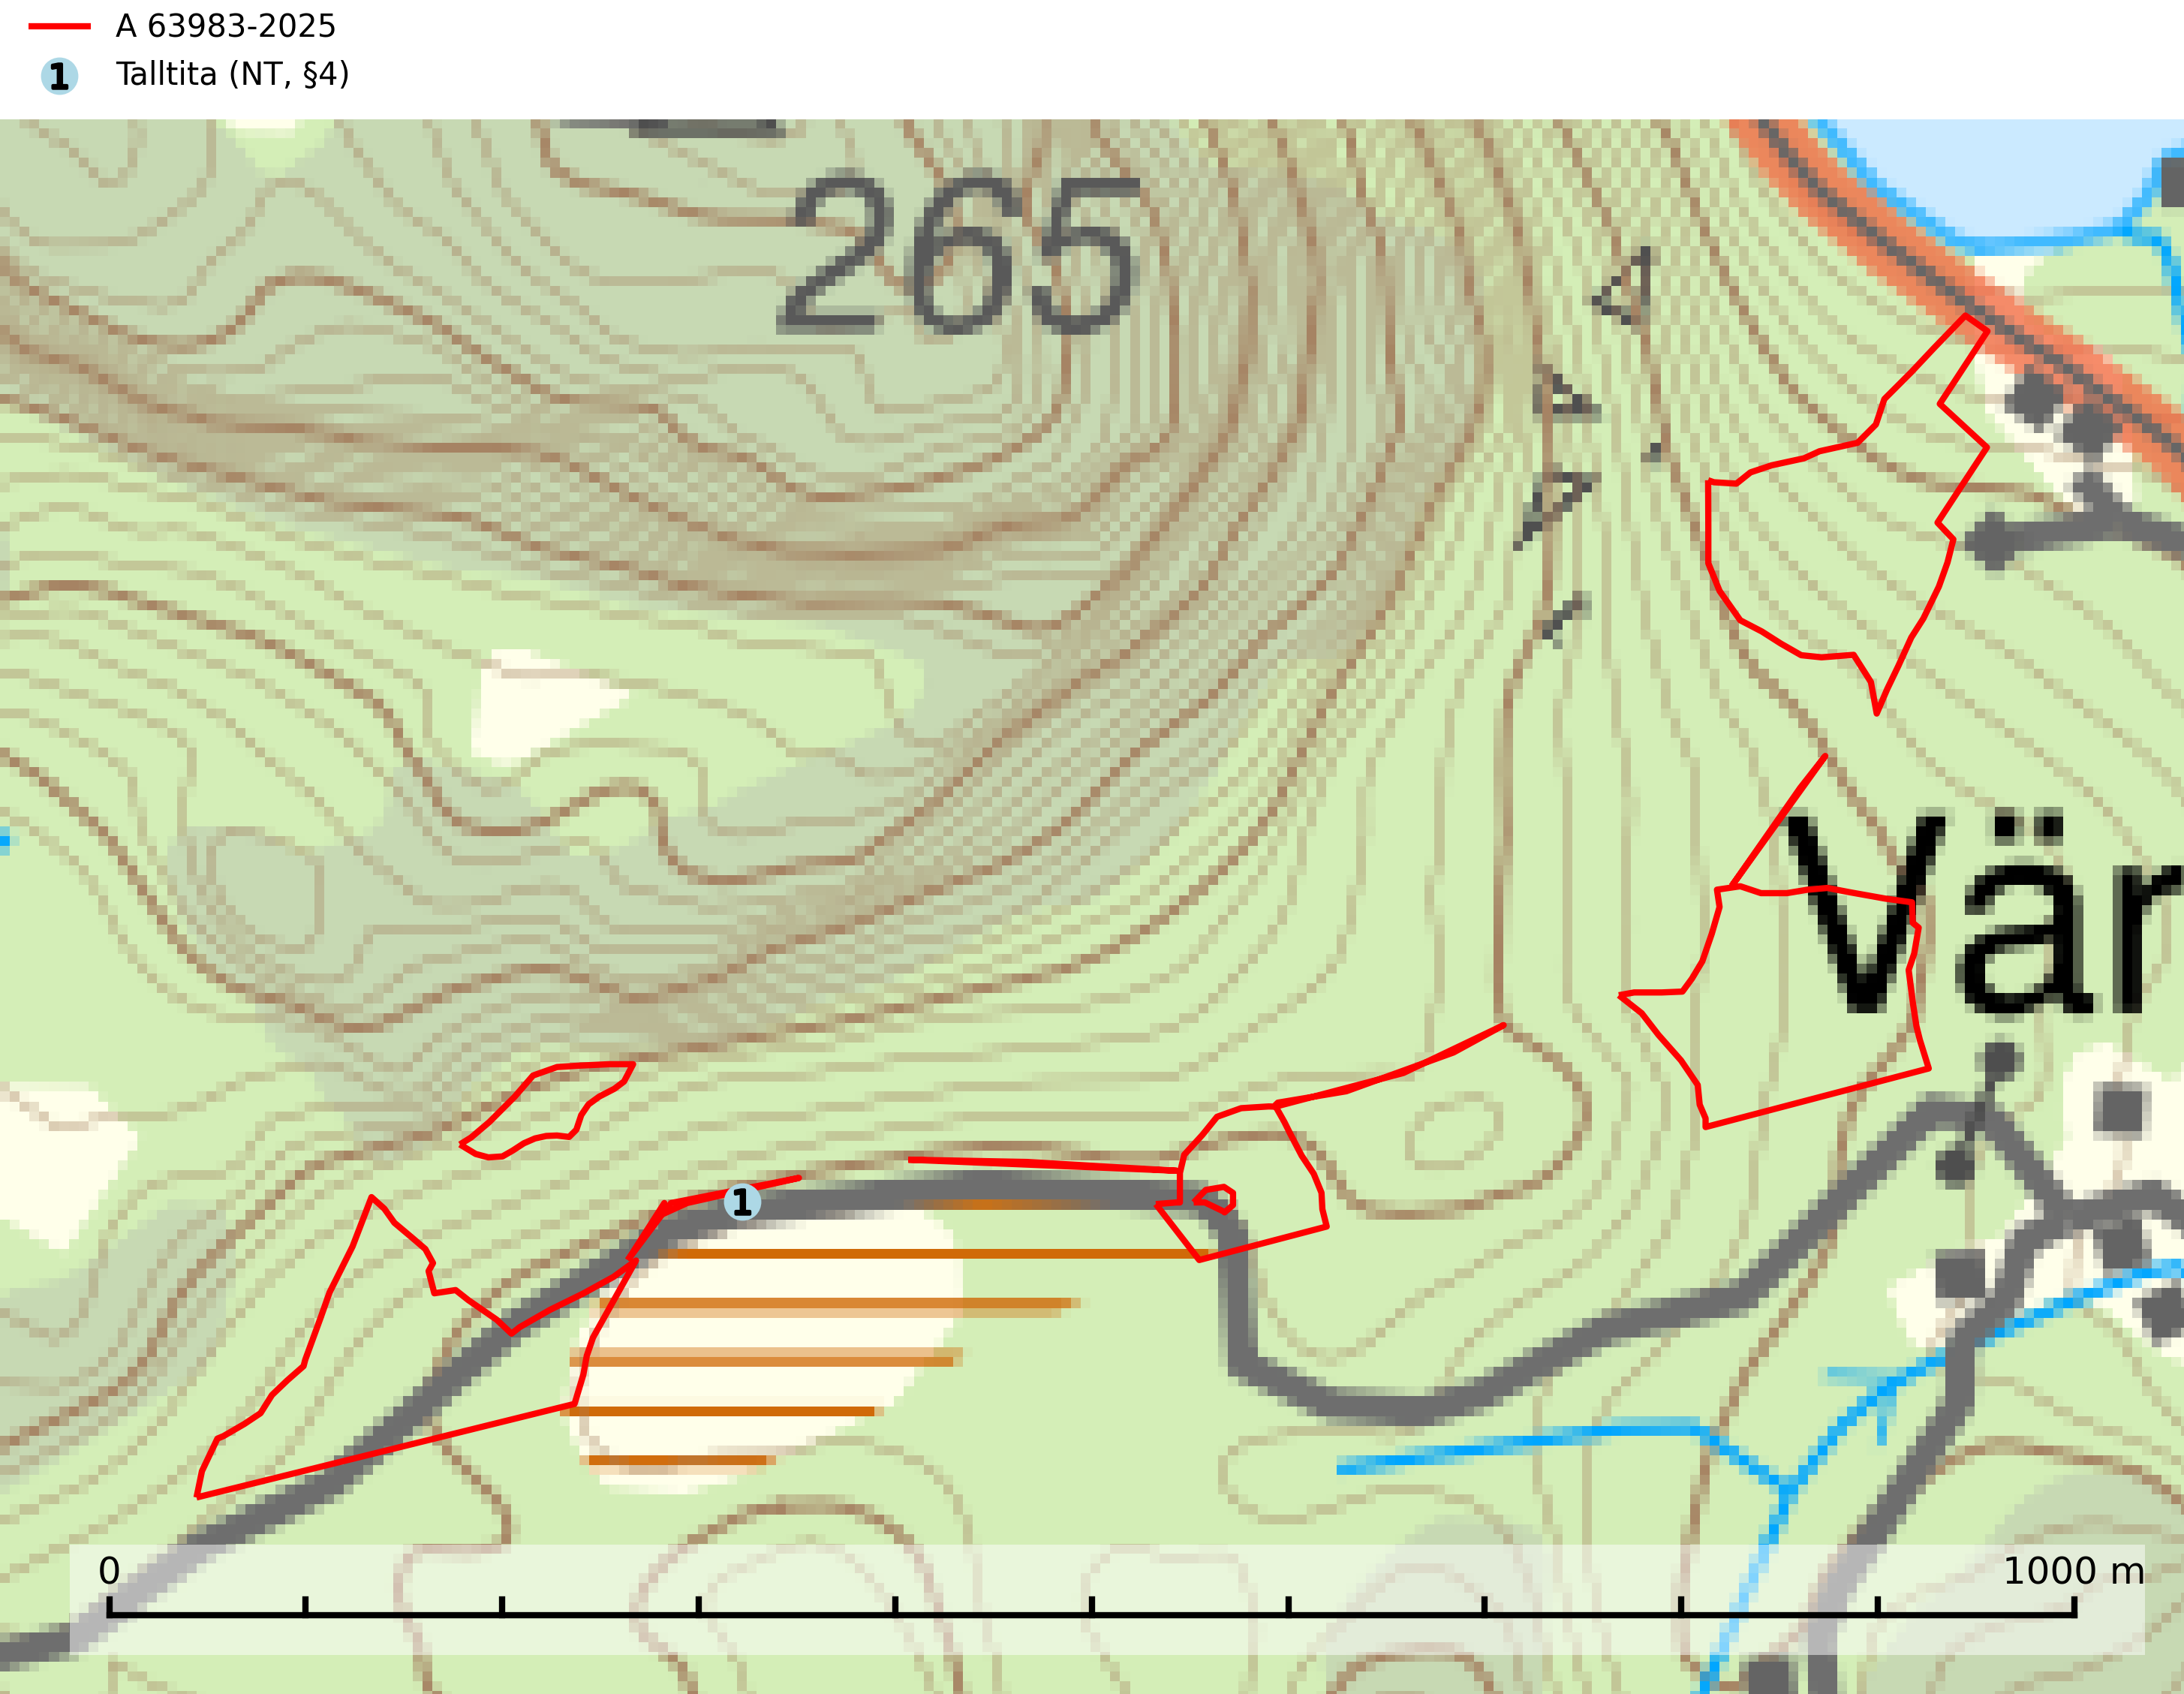 A 63983-2025
1 Talltita (NT, §4)
265
Vär
1
0 1000 m